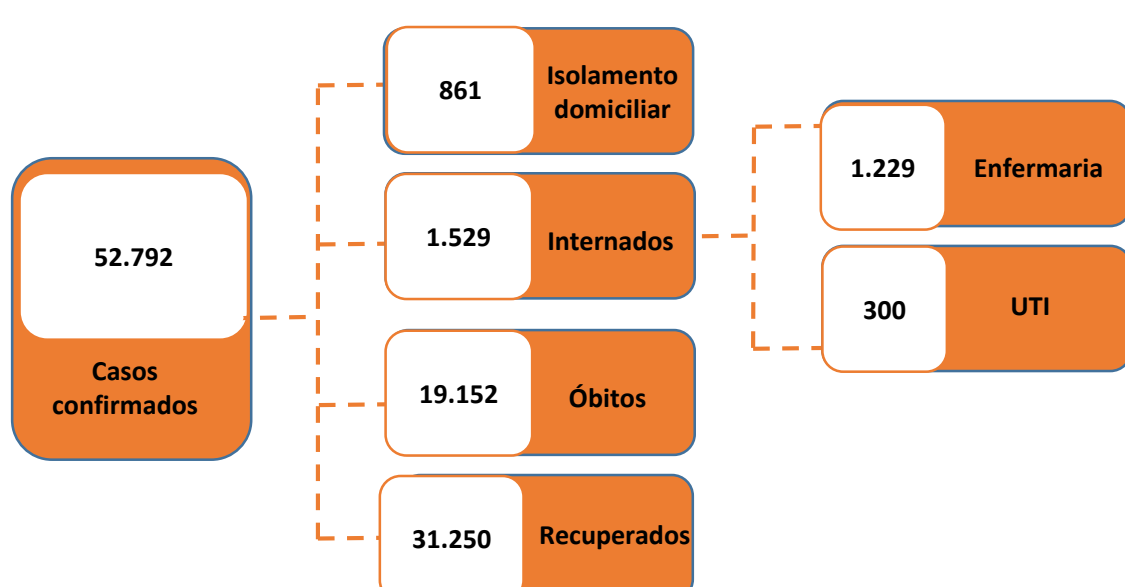 52.792
Casos
confirmados
861
Isolamento
domiciliar
1.529
Internados
19.152
Óbitos
31.250
Recuperados
1.229
Enfermaria
300
UTI